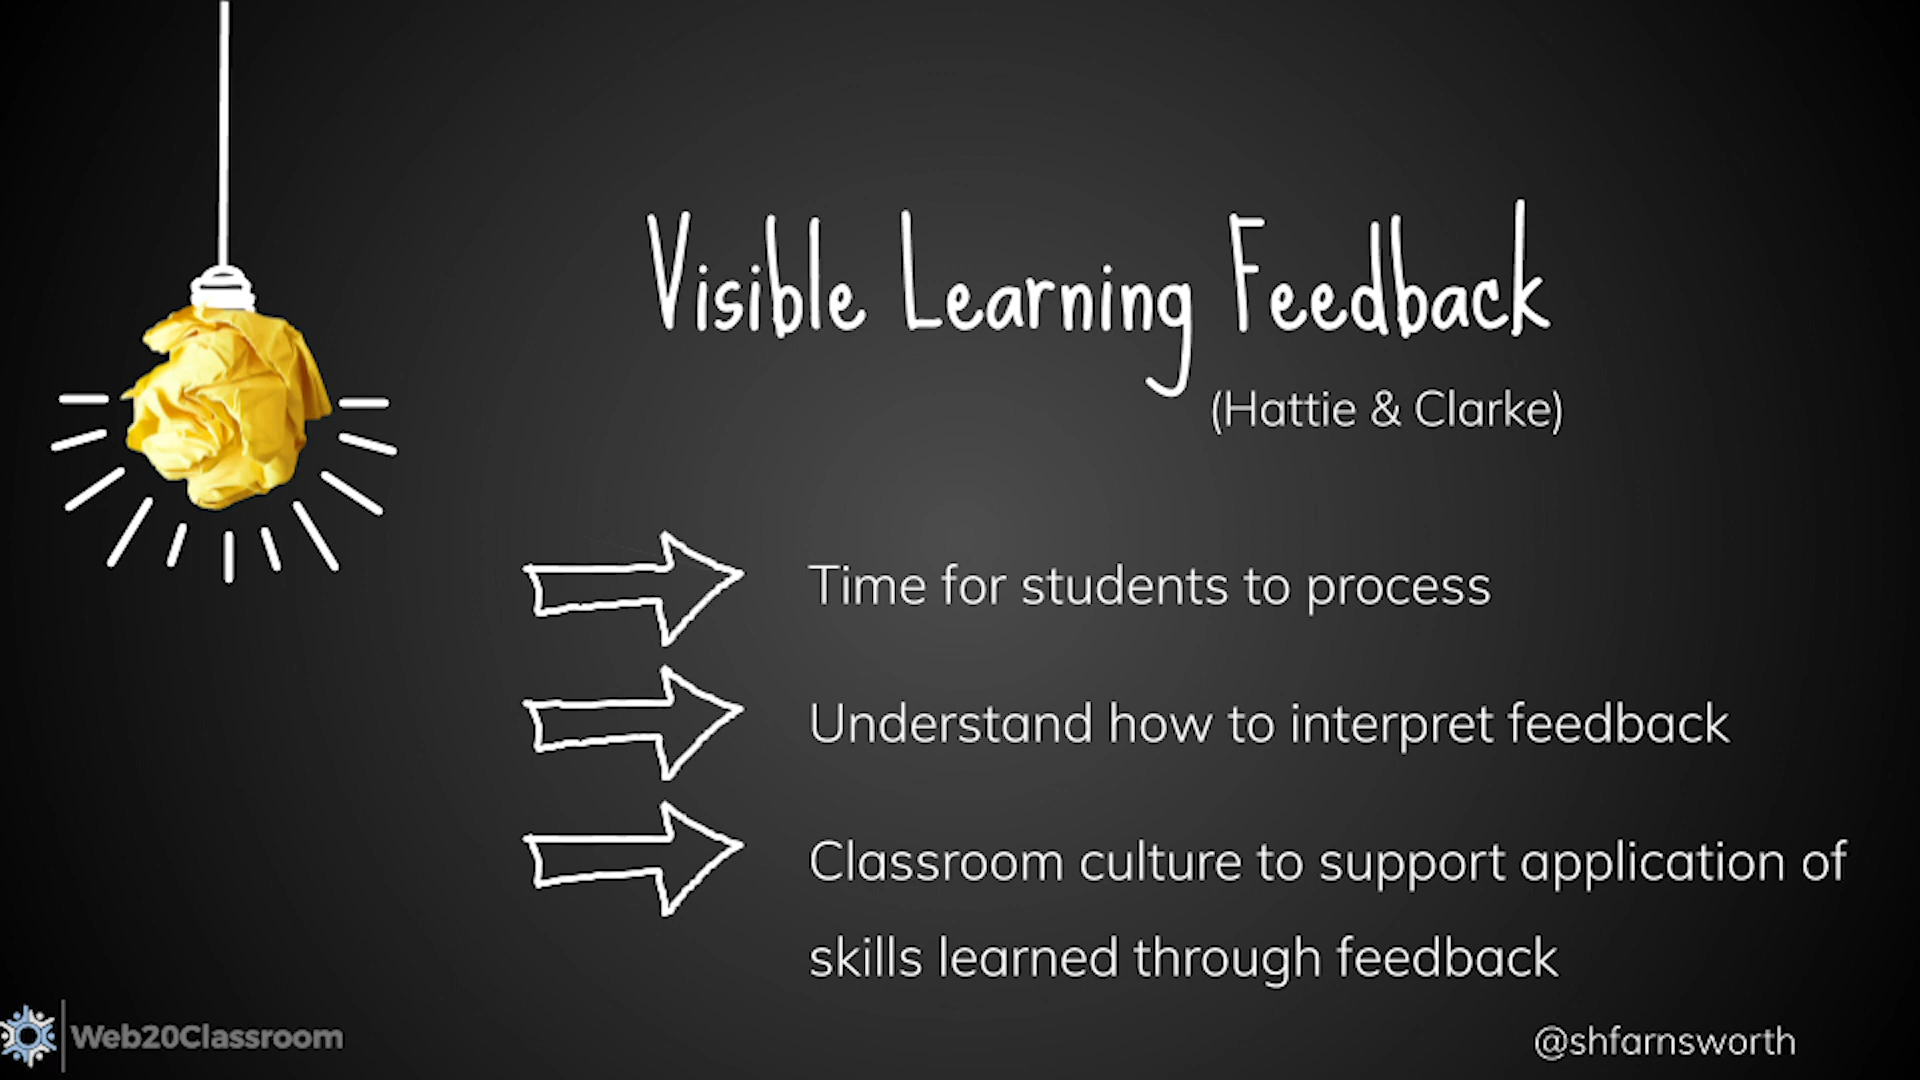 Visible Learning Feedback
(Hattie & Clarke)
Time for students to process
Understand how to interpret feedback
Classroom culture to support application of
skills learned through feedback
Web20Classroom
@shfarnsworth